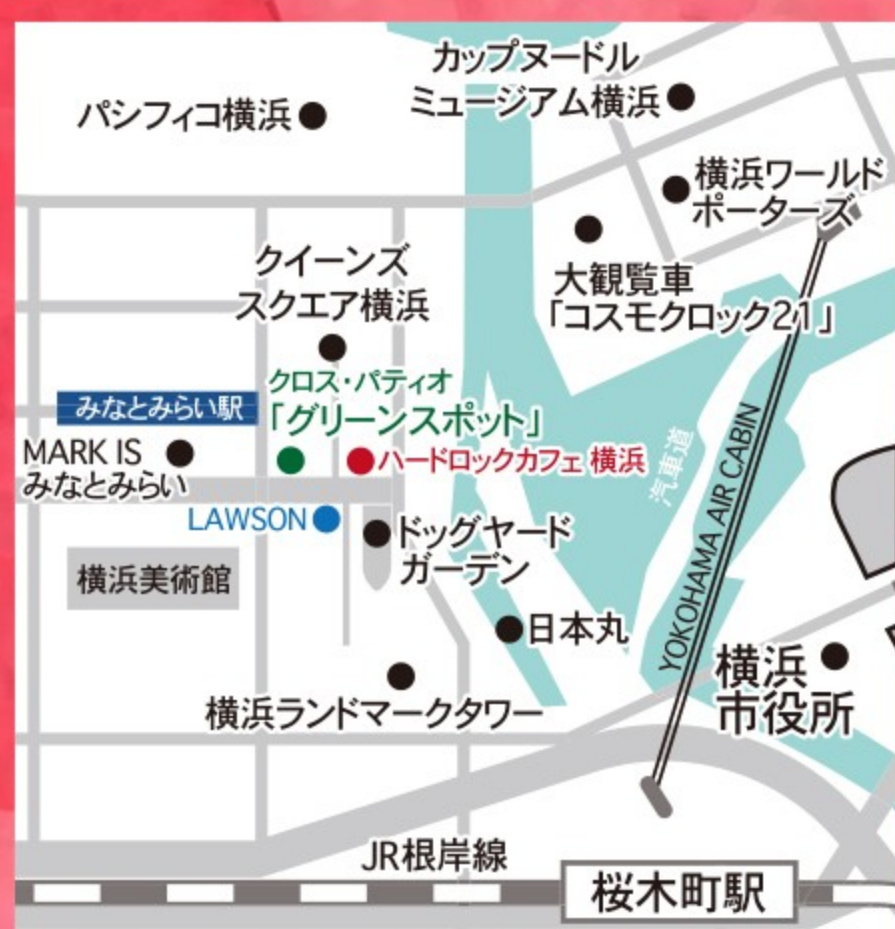 カップヌードル
ミュージアム横浜
パシフィコ横浜
横浜ワールド
ポーターズ
クイーンズ
スクエア横浜
大観覧車
「コスモクロック21」
クロス・パティオ
「グリーンスポット」
みなとみらい駅
MARK IS
みなとみらい
ハードロックカフェ 横浜
汽車道
YOKOHAMA AIR CABIN
LAWSON
ドッグヤード
ガーデン
横浜美術館
日本丸
横浜
市役所
横浜ランドマークタワー
JR根岸線
桜木町駅